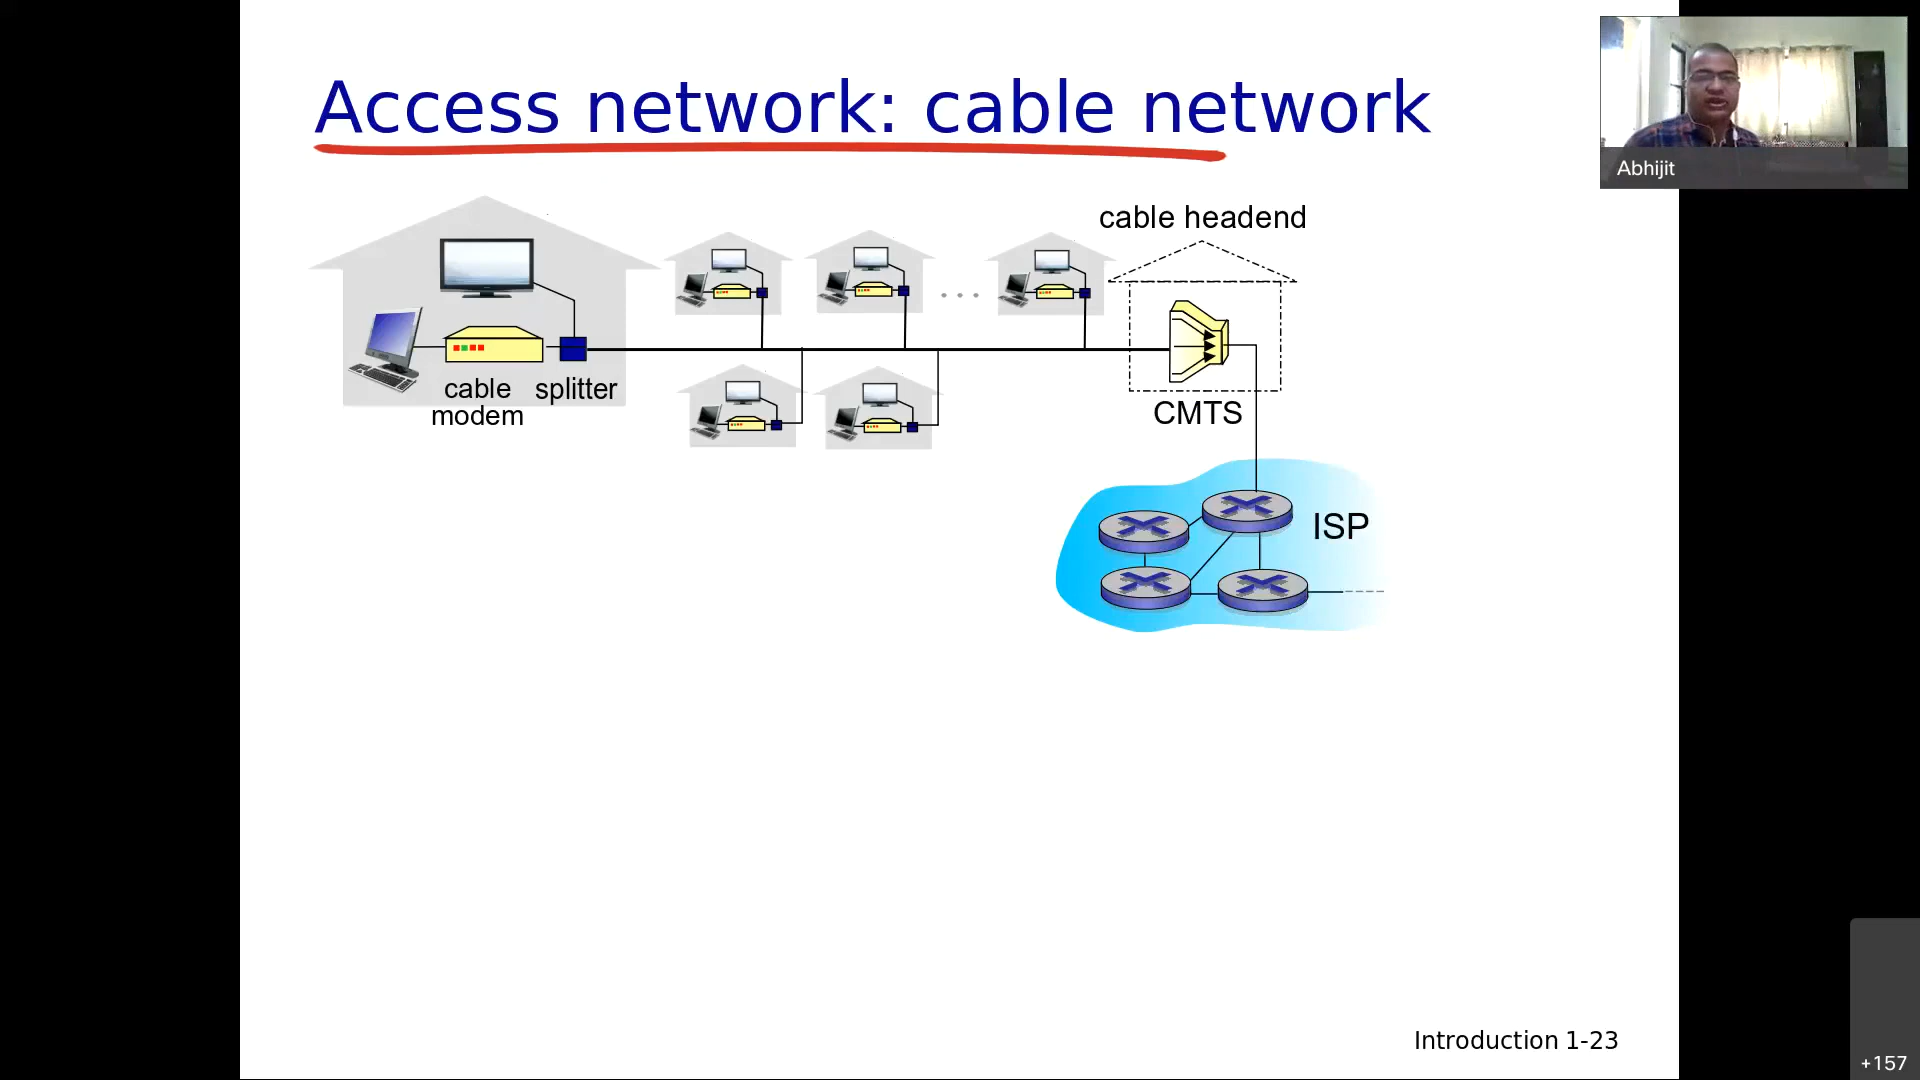 Access network: cable network
Abhijit
cable headend
cable
modem
splitter
CMTS
ISP
Introduction 1-23
+157